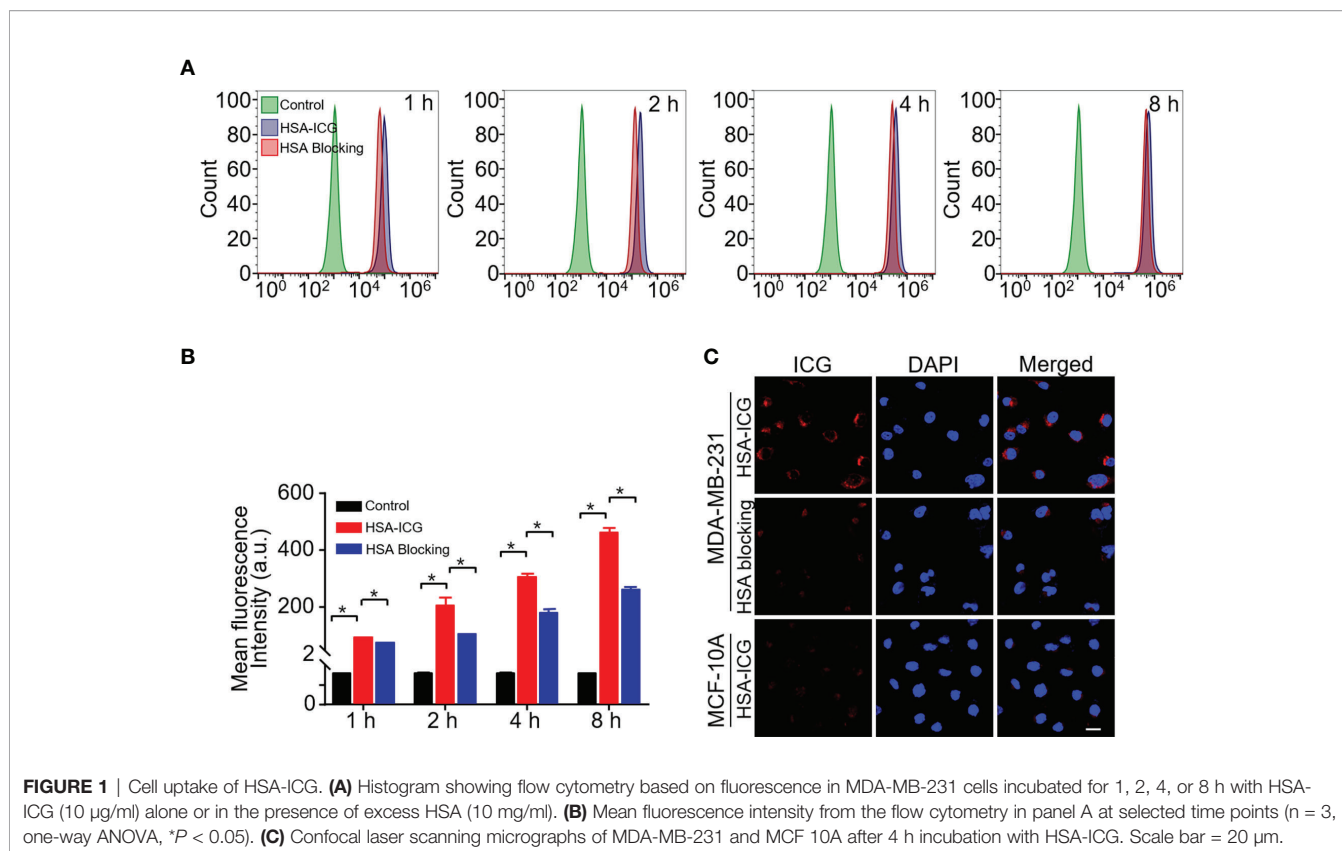 A
100
80
60
40
20
0
Count
Control
HSA-ICG
HSA Blocking
1 h
10^0 10^2 10^4 10^6
100
80
60
40
20
0
Count
2 h
10^0 10^2 10^4 10^6
100
80
60
40
20
0
Count
4 h
10^0 10^2 10^4 10^6
100
80
60
40
20
0
Count
8 h
10^0 10^2 10^4 10^6
B
Mean fluorescence
Intensity (a.u.)
600
400
200
2
0
Control
HSA-ICG
HSA Blocking
* *
* *
* *
* *
1 h 2 h 4 h 8 h
C
ICG DAPI Merged
MDA-MB-231
HSA-ICG
HSA blocking
MCF-10A
HSA-ICG
FIGURE 1 | Cell uptake of HSA-ICG. (A) Histogram showing flow cytometry based on fluorescence in MDA-MB-231 cells incubated for 1, 2, 4, or 8 h with HSA-
ICG (10 μg/ml) alone or in the presence of excess HSA (10 mg/ml). (B) Mean fluorescence intensity from the flow cytometry in panel A at selected time points (n = 3,
one-way ANOVA, *P < 0.05). (C) Confocal laser scanning micrographs of MDA-MB-231 and MCF 10A after 4 h incubation with HSA-ICG. Scale bar = 20 μm.